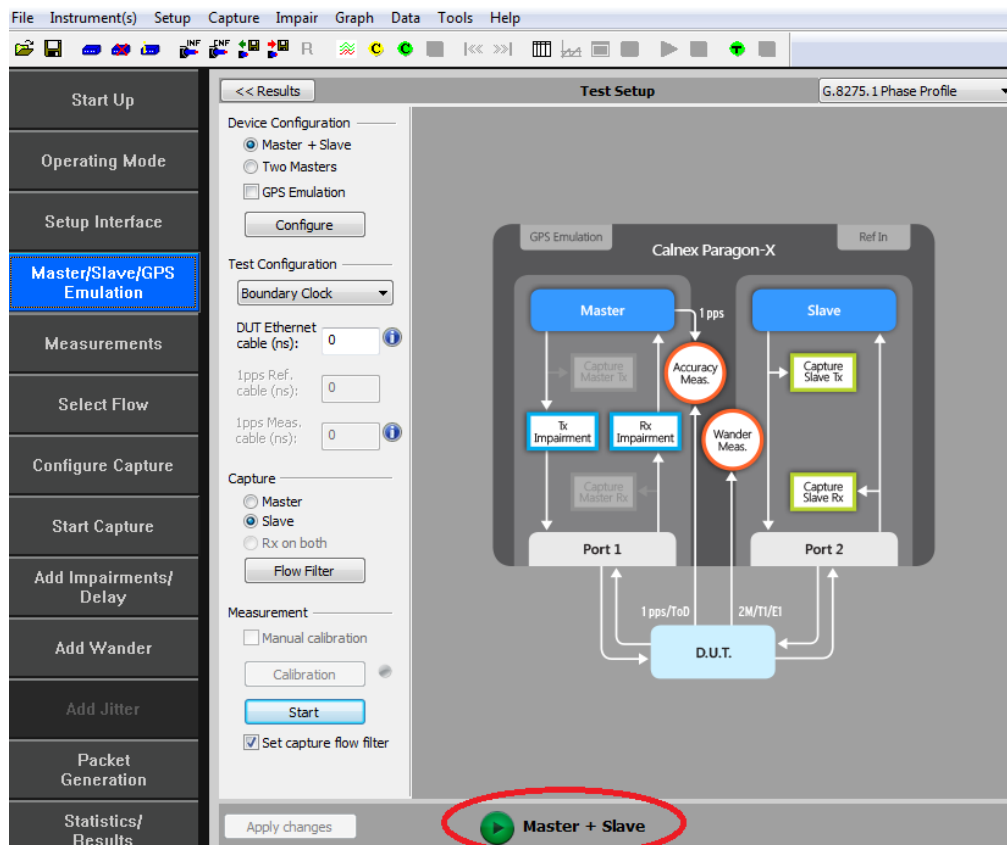 File Instrument(s) Setup Capture Impair Graph Data Tools Help
INF INF R C C T
Start Up
Operating Mode
Setup Interface
Master/Slave/GPS
Emulation
Measurements
Select Flow
Configure Capture
Start Capture
Add Impairments/
Delay
Add Wander
Add Jitter
Packet
Generation
Statistics/
Results
<< Results
Test Setup
G.8275.1 Phase Profile
Device Configuration
Master + Slave
Two Masters
GPS Emulation
Configure
Test Configuration
Boundary Clock
DUT Ethernet
cable (ns):
0
1pps Ref.
cable (ns):
0
1pps Meas.
cable (ns):
0
Capture
Master
Slave
Rx on both
Flow Filter
Measurement
Manual calibration
Calibration
Start
Set capture flow filter
GPS Emulation
Calnex Paragon-X
Ref In
Master
1 pps
Slave
Capture
Master Tx
Accuracy
Meas.
Capture
Slave Tx
Tx
Impairment
Rx
Impairment
Wander
Meas.
Capture
Master Rx
Capture
Slave Rx
Port 1
Port 2
1 pps/ToD
2M/T1/E1
D.U.T.
Apply changes
Master + Slave